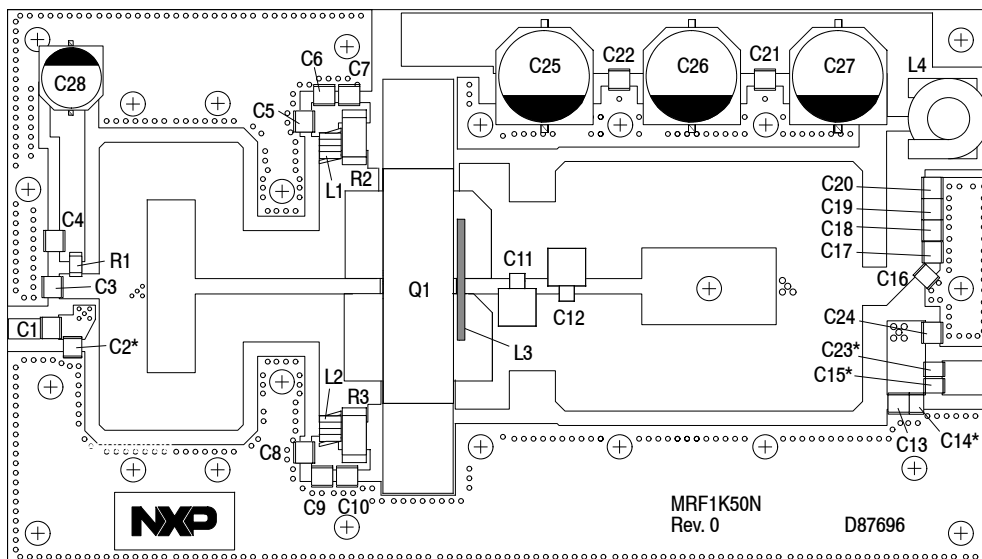 C28
C6
C7
C5
L1
R2
C25
C22
C26
C21
C27
L4
C4
R1
C3
C1
C2*
Q1
C11
C12
L3
C20
C19
C18
C17
C16
C24
C23*
C15*
C13
C14*
L2
R3
C8
C9
C10
NXP
MRF1K50N
Rev. 0
D87696